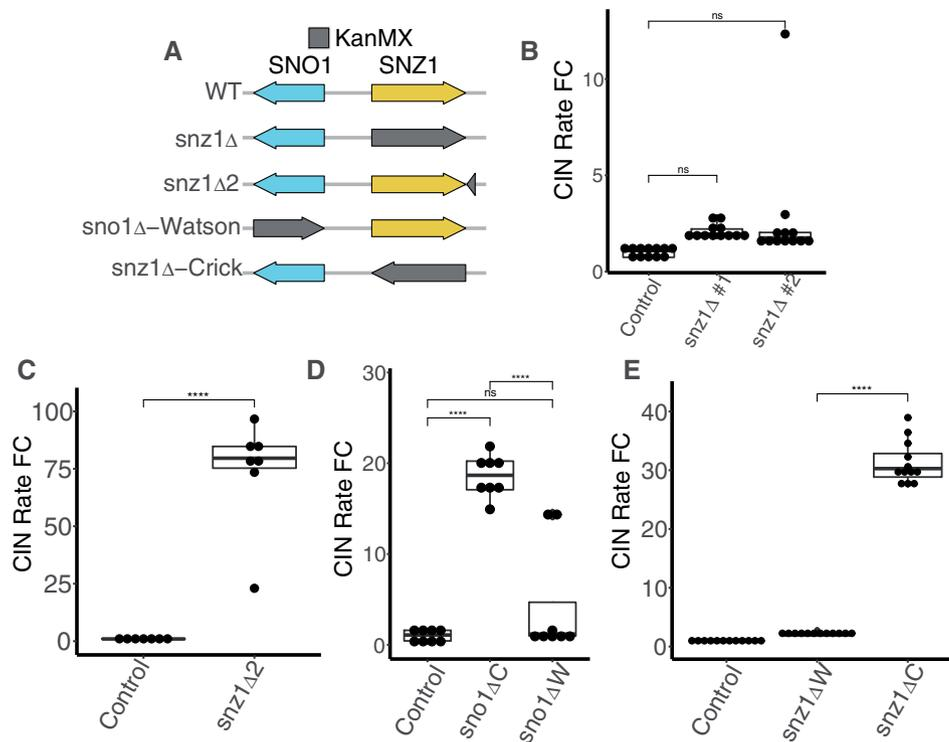 A
KanMX
SNO1 SNZ1
WT
snz1Δ
snz1Δ2
sno1Δ−Watson
snz1Δ−Crick
B
CIN Rate FC
10
5
0
ns
ns
Control
snz1Δ #1
snz1Δ #2
C
CIN Rate FC
100
75
50
25
0
****
Control
snz1Δ2
D
CIN Rate FC
30
20
10
0
****
ns
****
Control
sno1ΔC
sno1ΔW
E
CIN Rate FC
40
30
20
10
0
****
Control
snz1ΔW
snz1ΔC